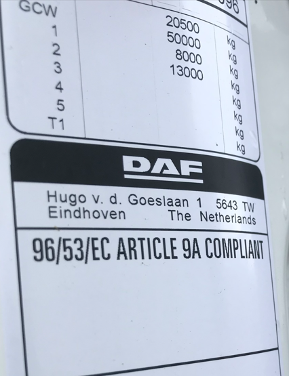 GCW 20500 kg
1 50000 kg
2 8000 kg
3 13000 kg
4 kg
5 kg
T1 kg
DAF
Hugo v. d. Goeslaan 1 5643 TW
Eindhoven The Netherlands
96/53/EC ARTICLE 9A COMPLIANT